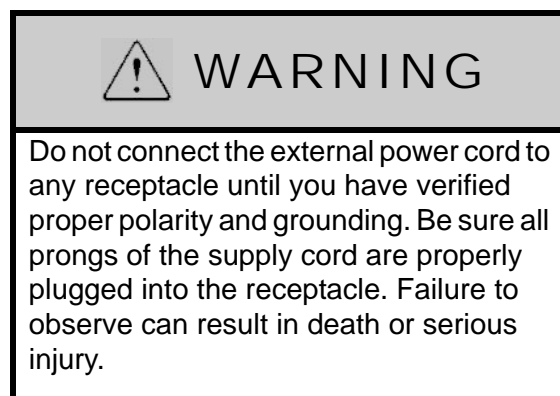 WARNING
Do not connect the external power cord to
any receptacle until you have verified
proper polarity and grounding. Be sure all
prongs of the supply cord are properly
plugged into the receptacle. Failure to
observe can result in death or serious
injury.